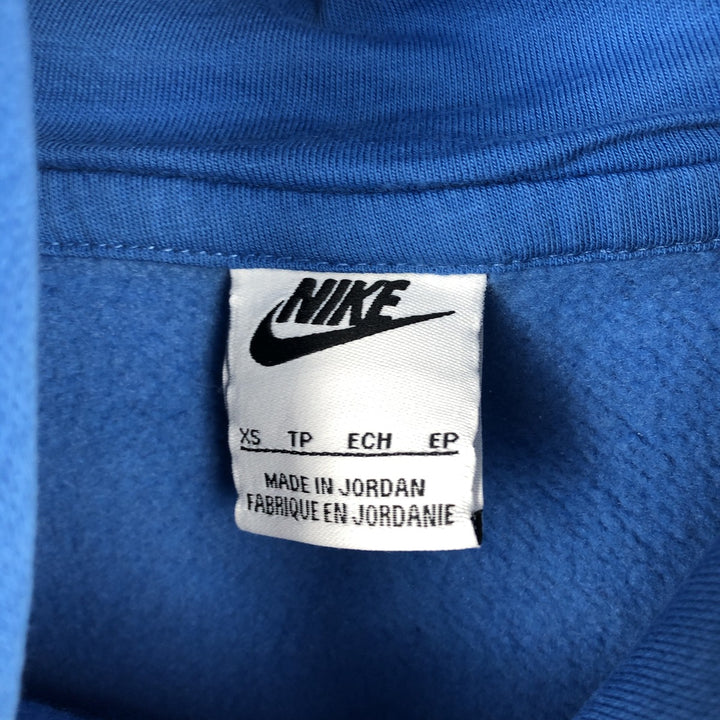 NIKE
XS TP ECH EP
MADE IN JORDAN
FABRIQUE EN JORDANIE